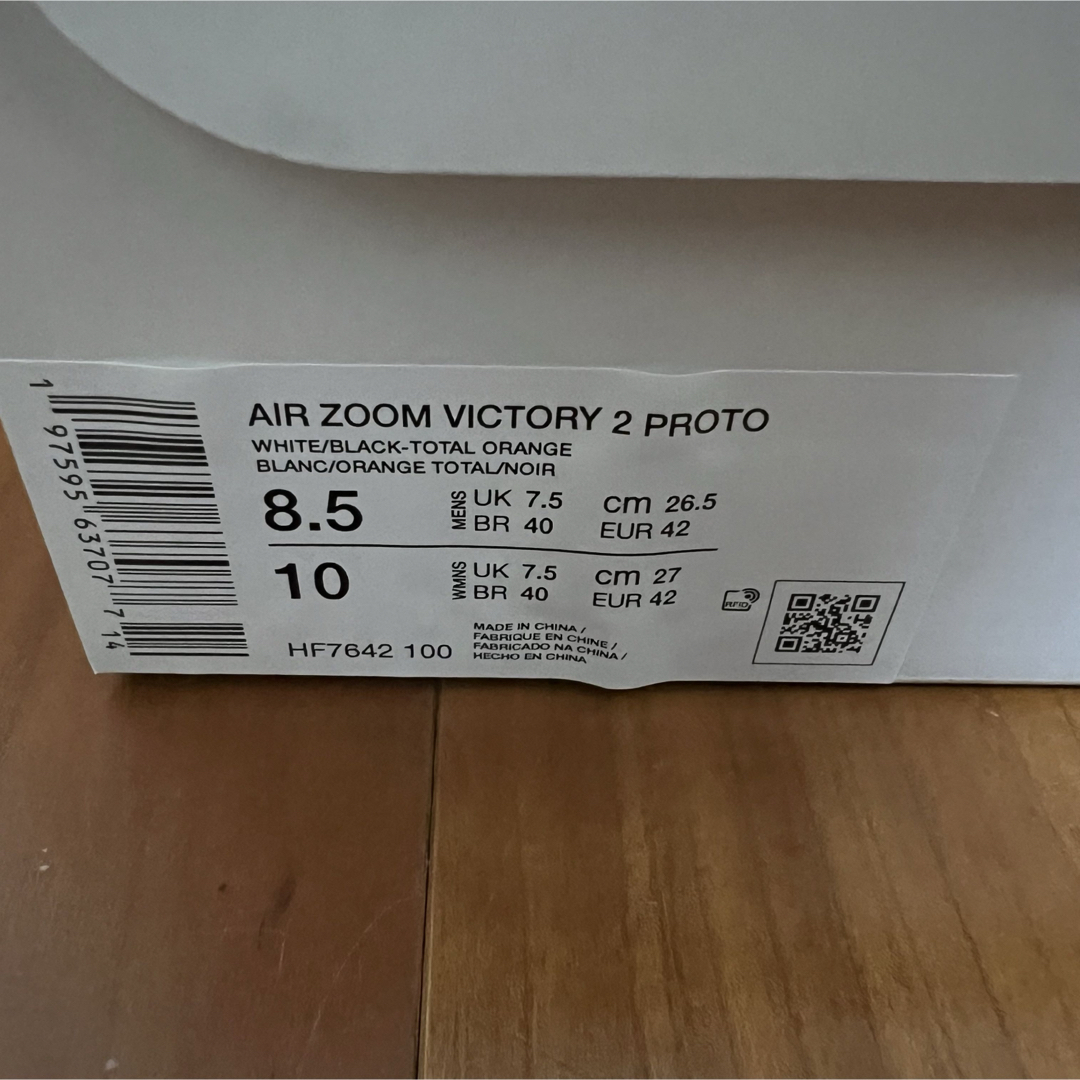 AIR ZOOM VICTORY 2 PROTO
WHITE/BLACK-TOTAL ORANGE
BLANC/ORANGE TOTAL/NOIR
8.5 MENS UK 7.5 cm 26.5
BR 40 EUR 42
10 WMNS UK 7.5 cm 27
BR 40 EUR 42
RFID
HF7642 100
MADE IN CHINA /
FABRIQUE EN CHINE /
FABRICADO NA CHINA /
HECHO EN CHINA
1 97595 63707 714